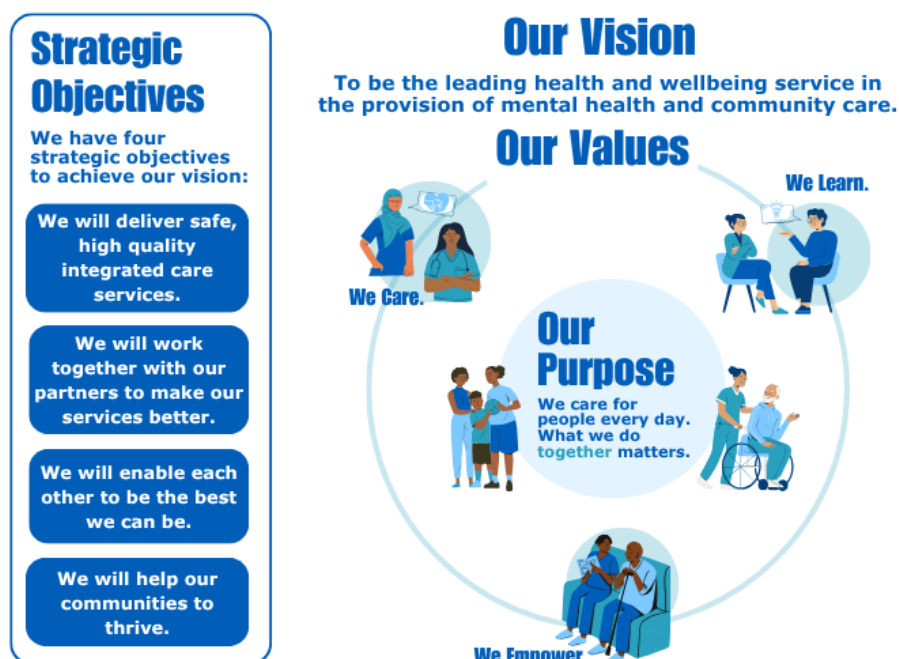 Strategic
Objectives
We have four
strategic objectives
to achieve our vision:
We will deliver safe,
high quality
integrated care
services.
We will work
together with our
partners to make our
services better.
We will enable each
other to be the best
we can be.
We will help our
communities to
thrive.
Our Vision
To be the leading health and wellbeing service in
the provision of mental health and community care.
Our Values
We Learn.
We Care.
Our
Purpose
We care for
people every day.
What we do
together matters.
We Empower